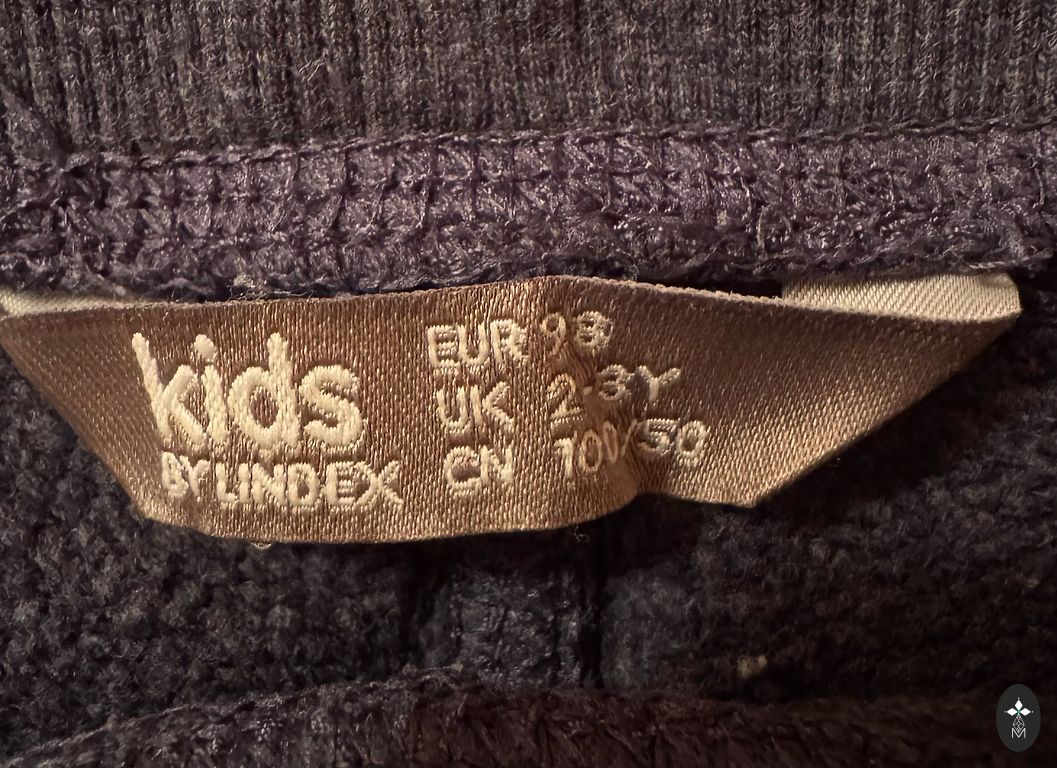 kids
BY LINDEX
EUR 98
UK 2-3Y
CN 100/50
M